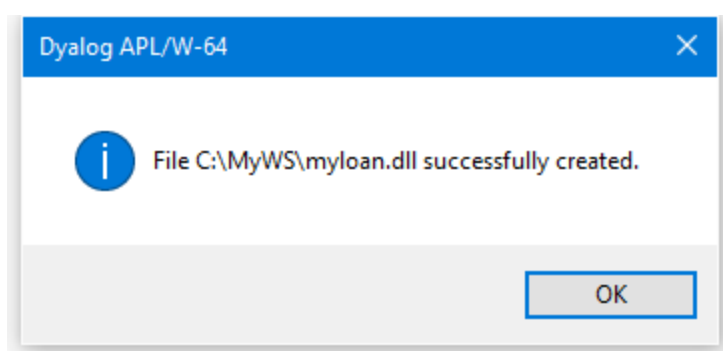 Dyalog APL/W-64
File C:\MyWS\myloan.dll successfully created.
OK